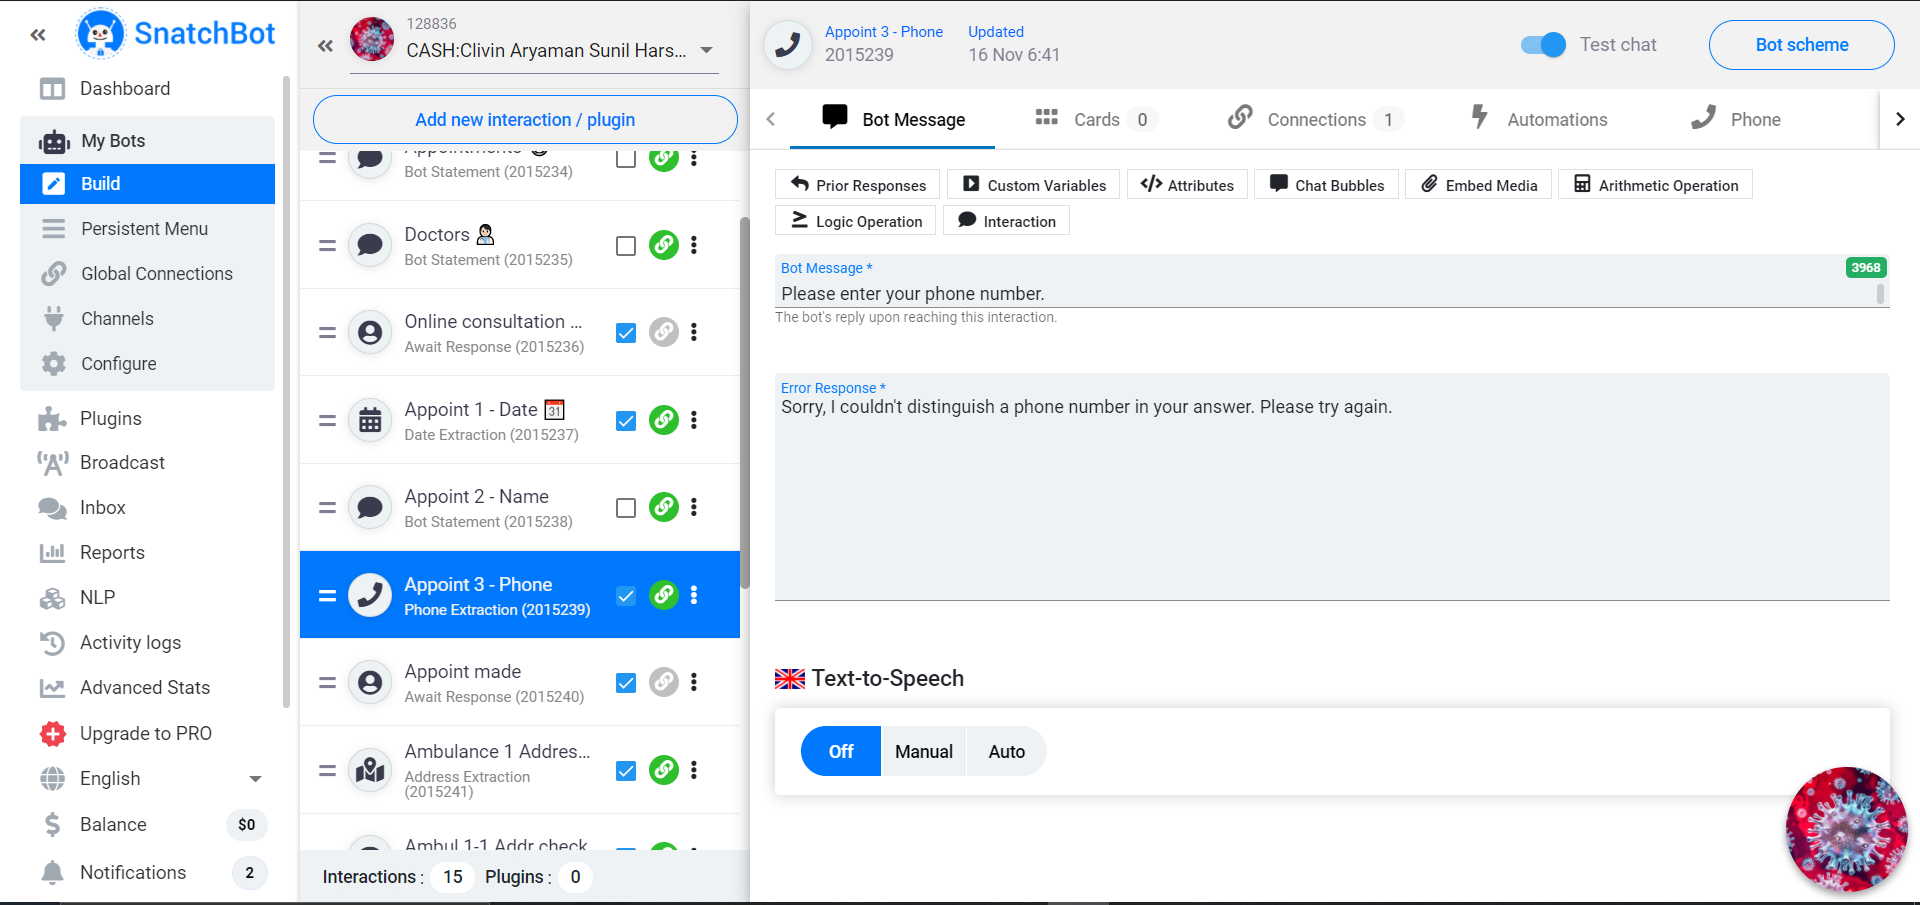 SnatchBot
Dashboard
My Bots
Build
Persistent Menu
Global Connections
Channels
Configure
Plugins
Broadcast
Inbox
Reports
NLP
Activity logs
Advanced Stats
Upgrade to PRO
English
Balance $0
Notifications 2
128836
CASH:Clivin Aryaman Sunil Hars...
Add new interaction / plugin
Appointments
Bot Statement (2015234)
Doctors
Bot Statement (2015235)
Online consultation ...
Await Response (2015236)
Appoint 1 - Date 31
Date Extraction (2015237)
Appoint 2 - Name
Bot Statement (2015238)
Appoint 3 - Phone
Phone Extraction (2015239)
Appoint made
Await Response (2015240)
Ambulance 1 Addres...
Address Extraction
(2015241)
Ambul 1-1 Addr check
Interactions : 15 Plugins : 0
Appoint 3 - Phone Updated
2015239 16 Nov 6:41
Test chat
Bot scheme
Bot Message Cards 0 Connections 1 Automations Phone
Prior Responses Custom Variables Attributes Chat Bubbles Embed Media Arithmetic Operation
Logic Operation Interaction
Bot Message * 3968
Please enter your phone number.
The bot's reply upon reaching this interaction.
Error Response *
Sorry, I couldn't distinguish a phone number in your answer. Please try again.
Text-to-Speech
Off Manual Auto